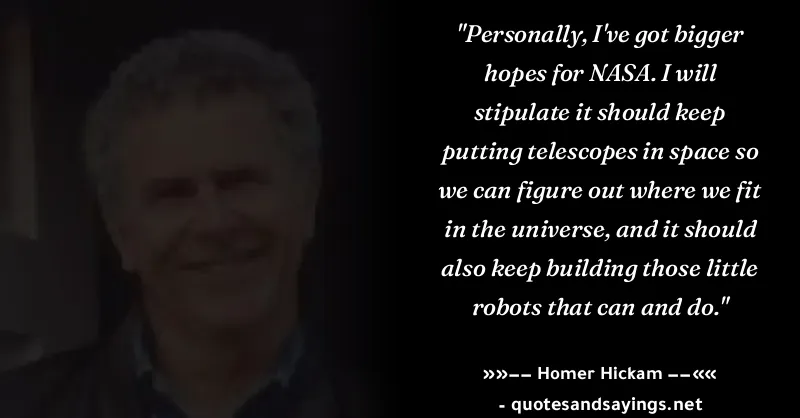 "Personally, I've got bigger
hopes for NASA. I will
stipulate it should keep
putting telescopes in space so
we can figure out where we fit
in the universe, and it should
also keep building those little
robots that can and do."
»»−− Homer Hickam −−««
- quotesandsayings.net